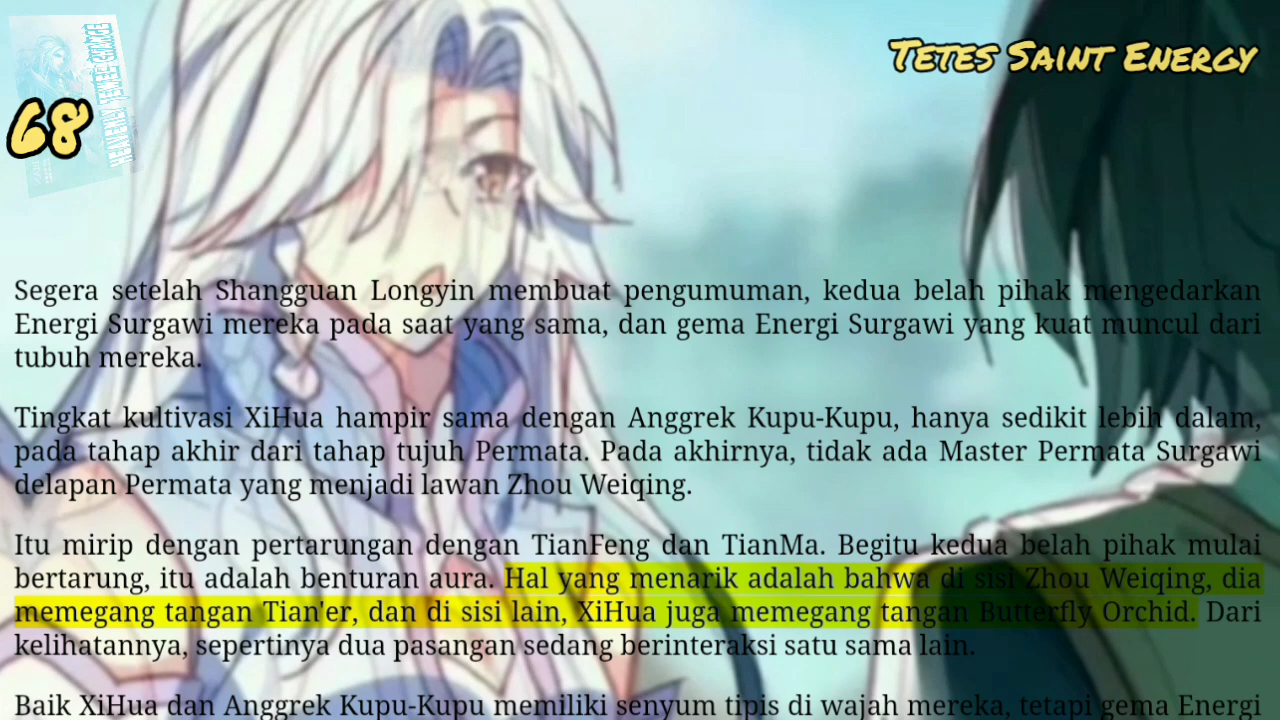 Tetes Saint Energy
68
HEAVENLY JEWEL CHANGE
Segera setelah Shangguan Longyin membuat pengumuman, kedua belah pihak mengedarkan
Energi Surgawi mereka pada saat yang sama, dan gema Energi Surgawi yang kuat muncul dari
tubuh mereka.
Tingkat kultivasi XiHua hampir sama dengan Anggrek Kupu-Kupu, hanya sedikit lebih dalam,
pada tahap akhir dari tahap tujuh Permata. Pada akhirnya, tidak ada Master Permata Surgawi
delapan Permata yang menjadi lawan Zhou Weiqing.
Itu mirip dengan pertarungan dengan TianFeng dan TianMa. Begitu kedua belah pihak mulai
bertarung, itu adalah benturan aura. Hal yang menarik adalah bahwa di sisi Zhou Weiqing, dia
memegang tangan Tian'er, dan di sisi lain, XiHua juga memegang tangan Butterfly Orchid. Dari
kelihatannya, sepertinya dua pasangan sedang berinteraksi satu sama lain.
Baik XiHua dan Anggrek Kupu-Kupu memiliki senyum tipis di wajah mereka, tetapi gema Energi